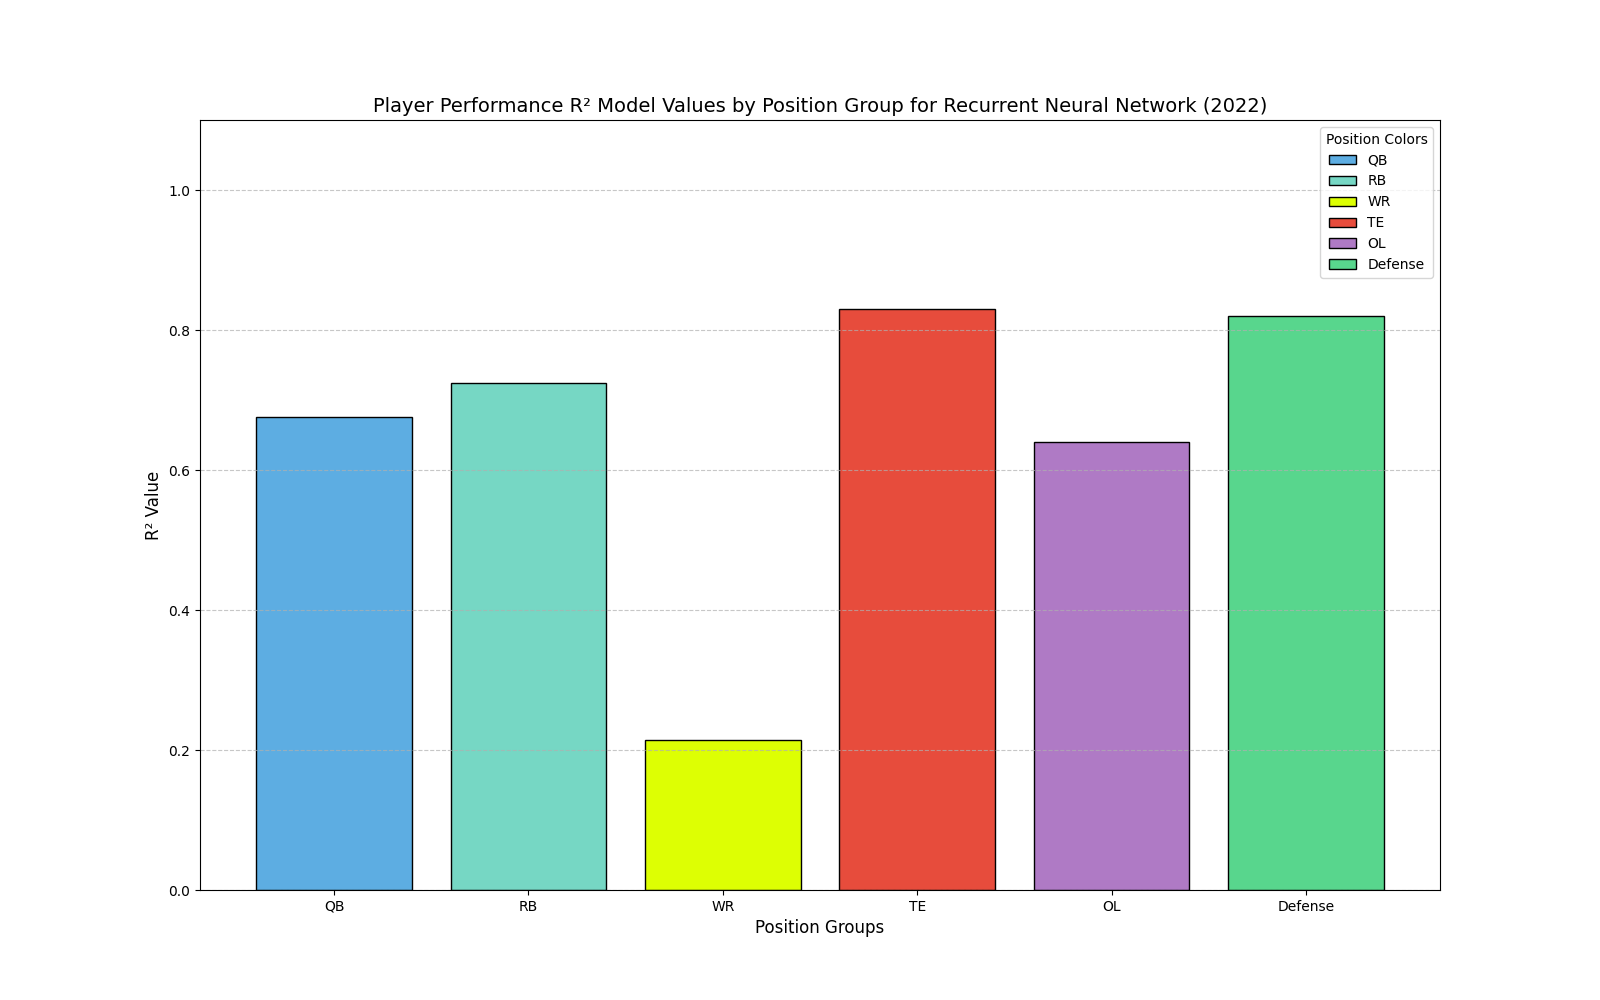 Player Performance R² Model Values by Position Group for Recurrent Neural Network (2022)
Position Colors
QB
RB
WR
TE
OL
Defense
1.0
0.8
0.6
0.4
0.2
0.0
R² Value
QB
RB
WR
TE
OL
Defense
Position Groups